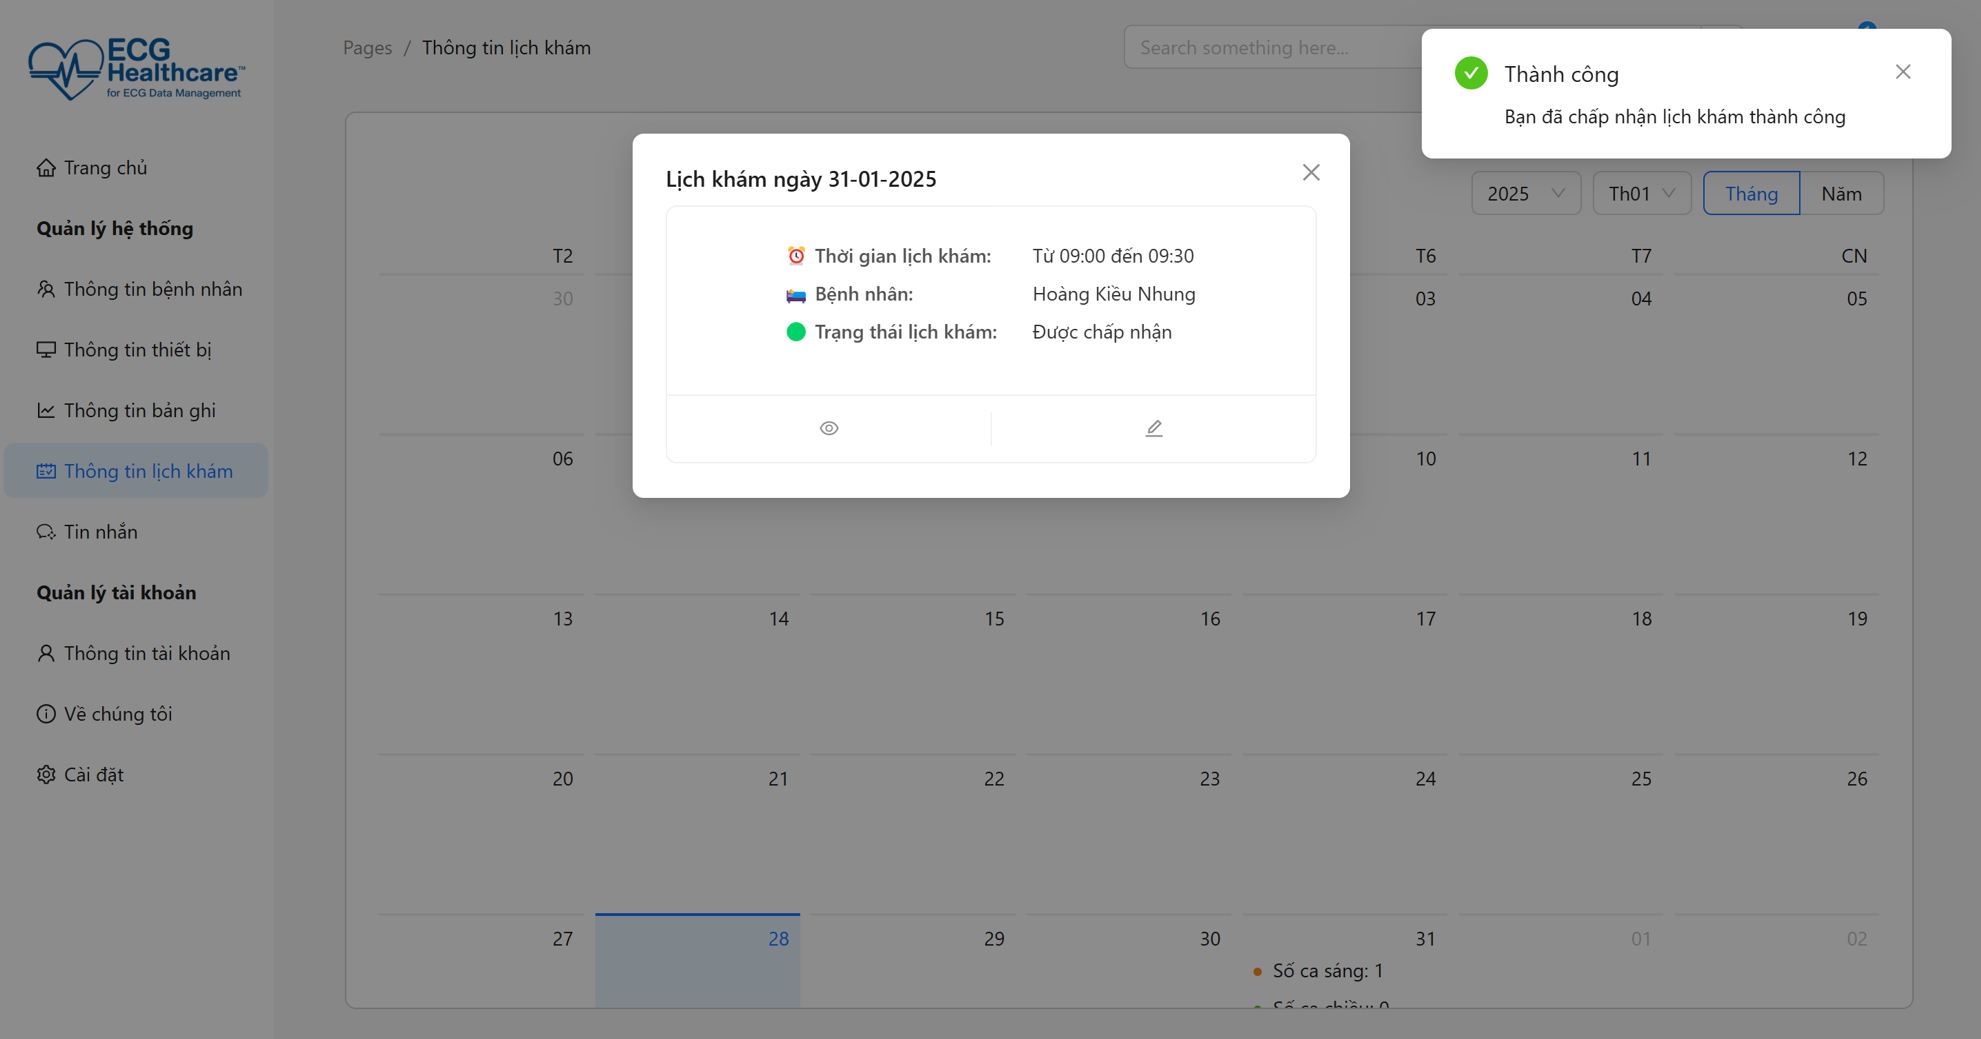 ECG
Healthcare™
for ECG Data Management
Trang chủ
Quản lý hệ thống
Thông tin bệnh nhân
Thông tin thiết bị
Thông tin bản ghi
Thông tin lịch khám
Tin nhắn
Quản lý tài khoản
Thông tin tài khoản
Về chúng tôi
Cài đặt
Pages / Thông tin lịch khám
Search something here...
Thành công
Bạn đã chấp nhận lịch khám thành công
2025 Th01 Tháng Năm
Lịch khám ngày 31-01-2025
Thời gian lịch khám: Từ 09:00 đến 09:30
Bệnh nhân: Hoàng Kiều Nhung
Trạng thái lịch khám: Được chấp nhận
T2 T6 T7 CN
30 03 04 05
06 10 11 12
13 14 15 16 17 18 19
20 21 22 23 24 25 26
27 28 29 30 31 01 02
Số ca sáng: 1
Số ca chiều: 0